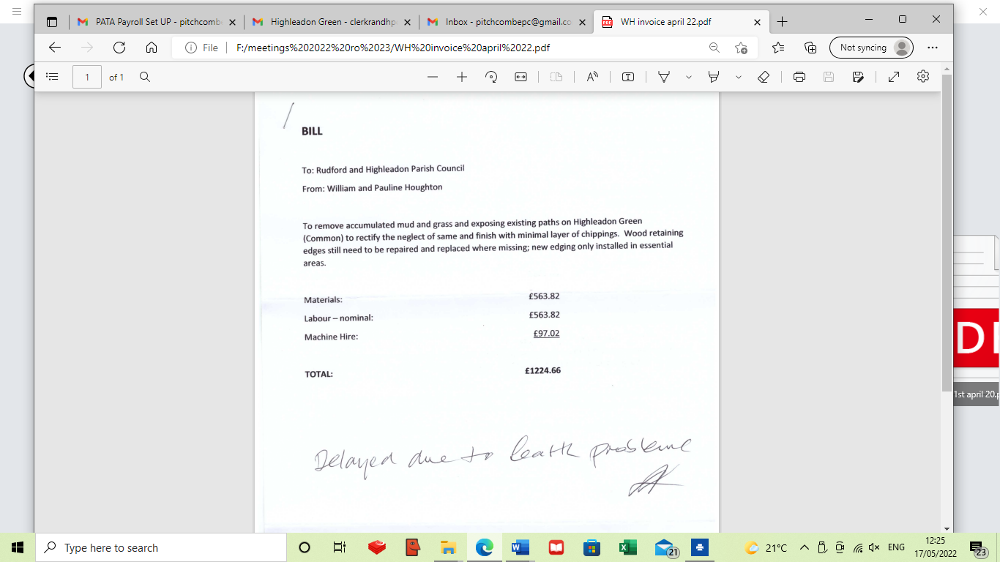 PATA Payroll Set UP - pitchcomb
Highleadon Green - clerkrandhp
Inbox - pitchcombepc@gmail.co
WH invoice april 22.pdf
File
F:/meetings%202022%20ro%2023/WH%20invoice%20april%2022.pdf
Not syncing
1
of 1
BILL
To: Rudford and Highleadon Parish Council
From: William and Pauline Houghton
To remove accumulated mud and grass and exposing existing paths on Highleadon Green
(Common) to rectify the neglect of same and finish with minimal layer of chippings. Wood retaining
edges still need to be repaired and replaced where missing; new edging only installed in essential
areas.
Materials: £563.82
Labour – nominal: £563.82
Machine Hire: £97.02
TOTAL: £1224.66
Delayed due to health problems
1st april 20.p
Type here to search
21
21°C
ENG
12:25
17/05/2022
23